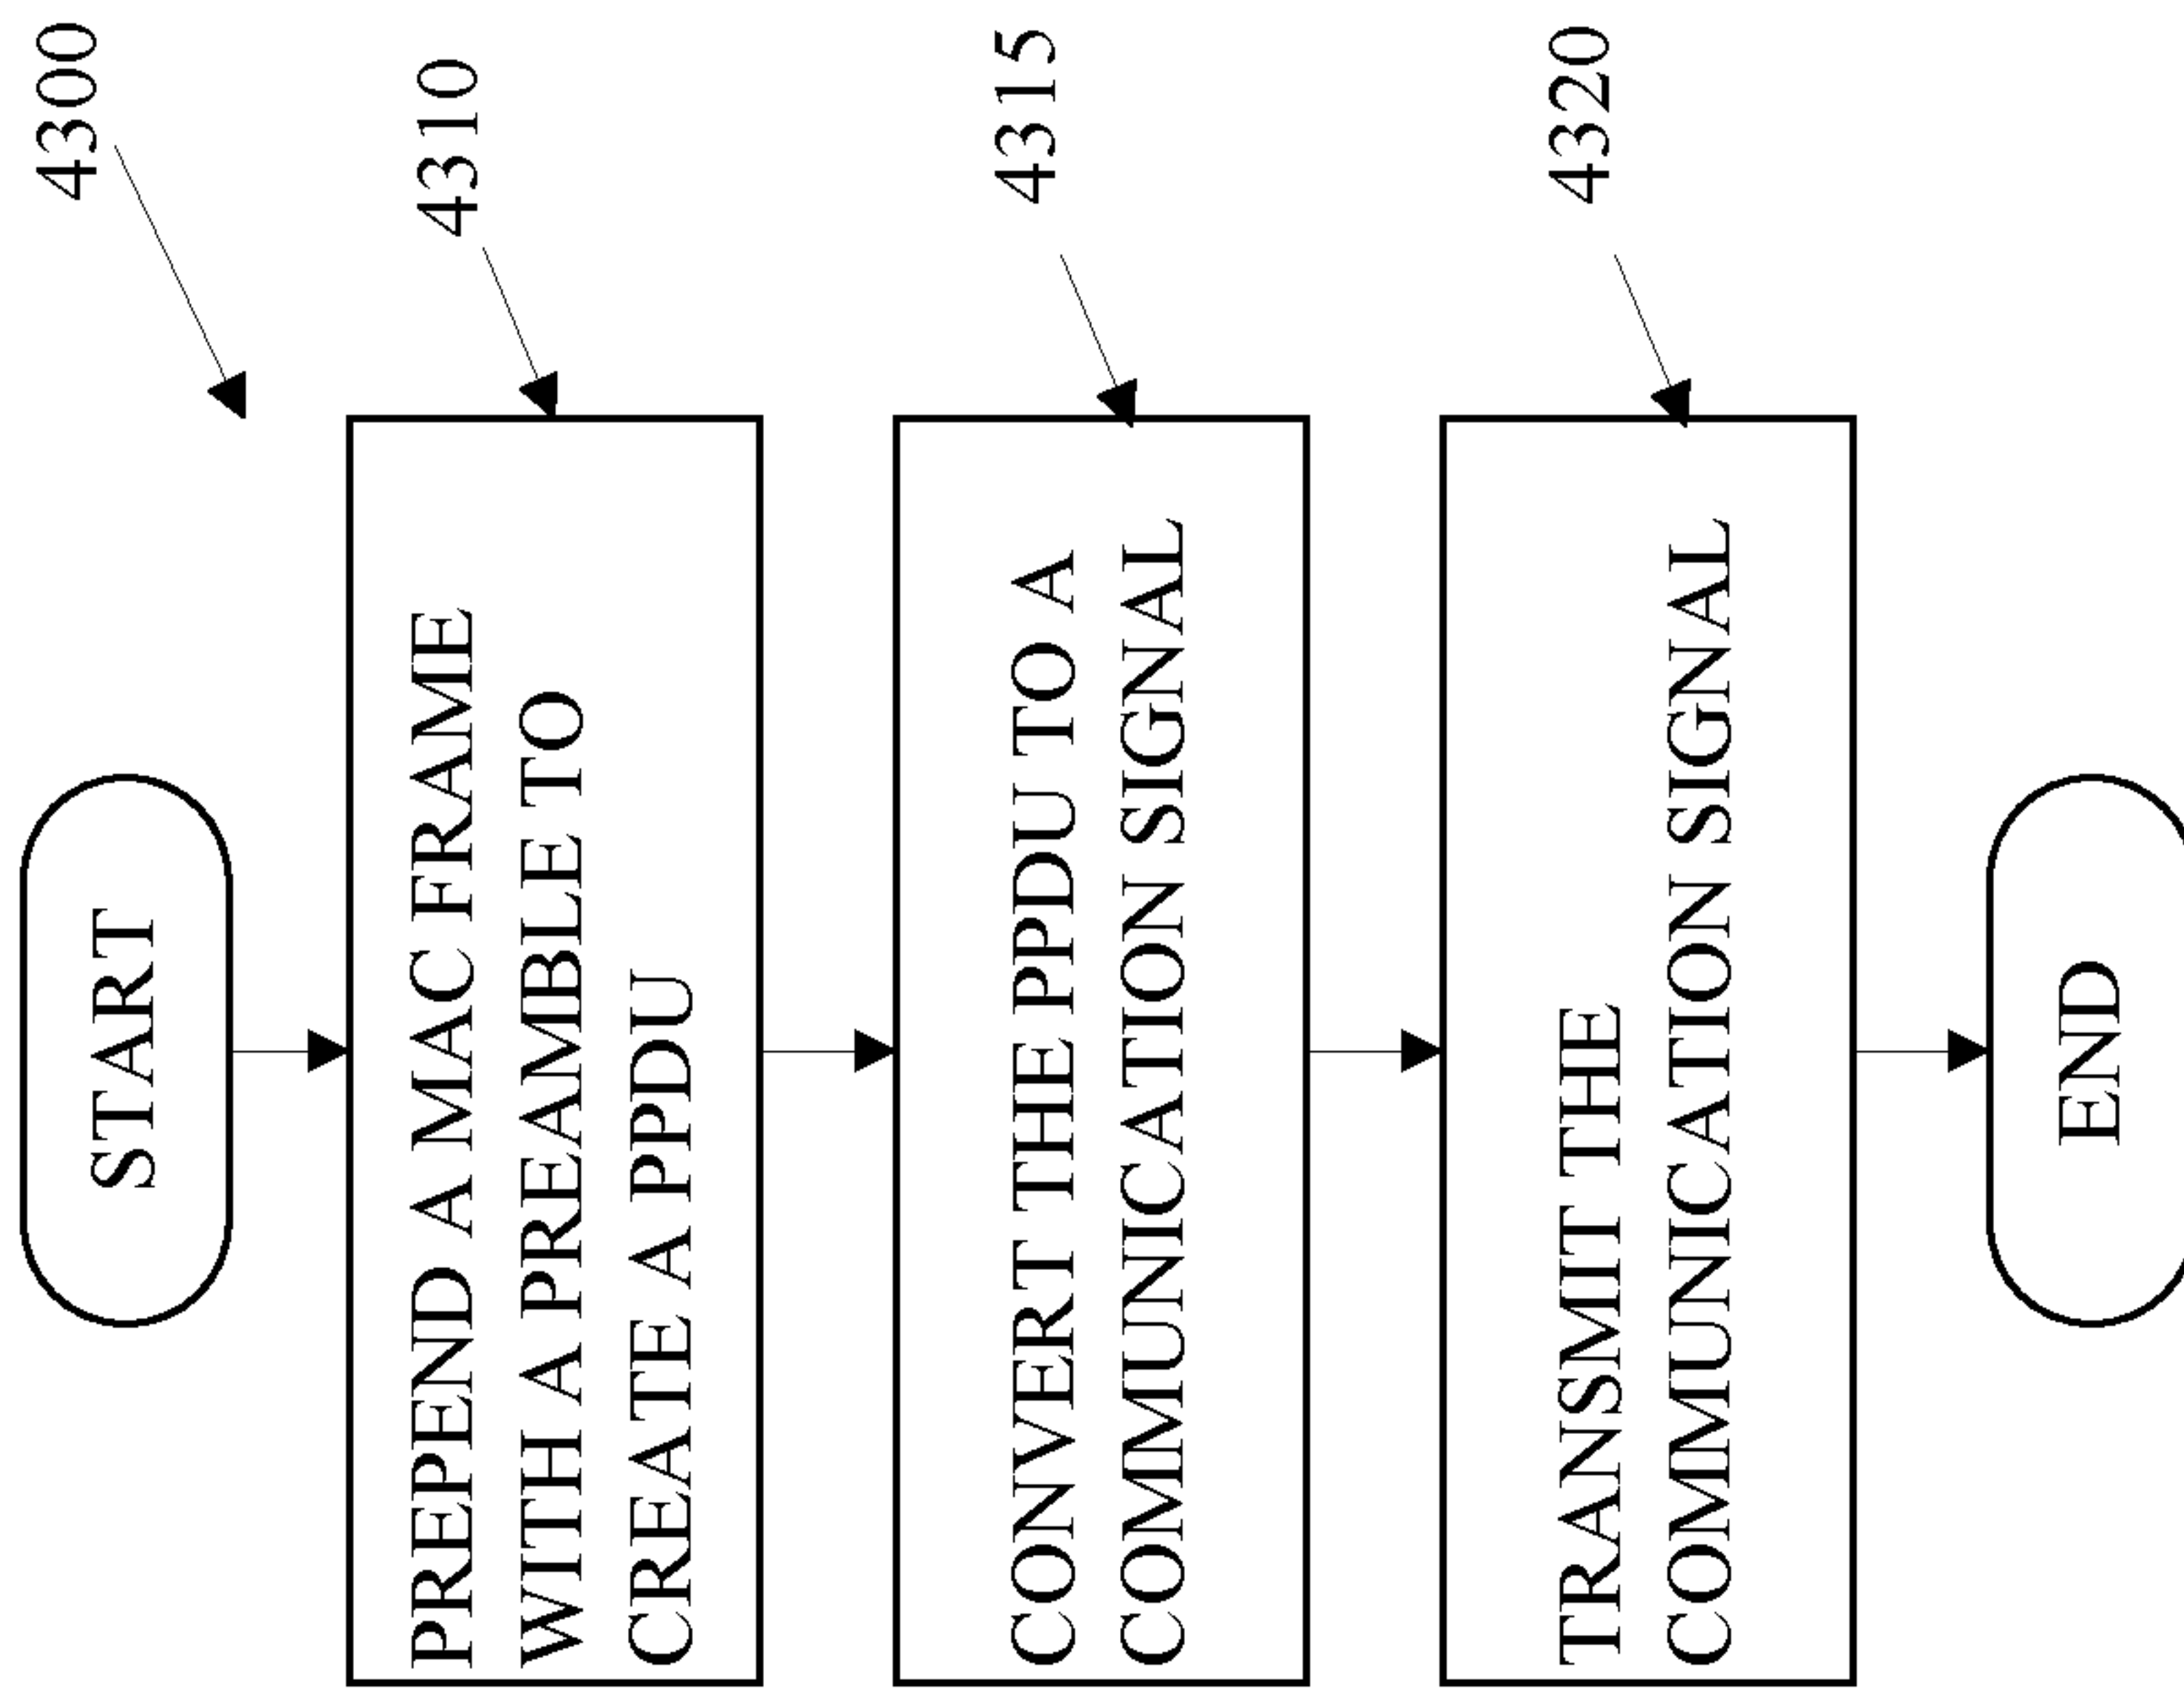 4300
START
4310
PREPEND A MAC FRAME
WITH A PREAMBLE TO
CREATE A PPDU
4315
CONVERT THE PPDU TO A
COMMUNICATION SIGNAL
4320
TRANSMIT THE
COMMUNICATION SIGNAL
END